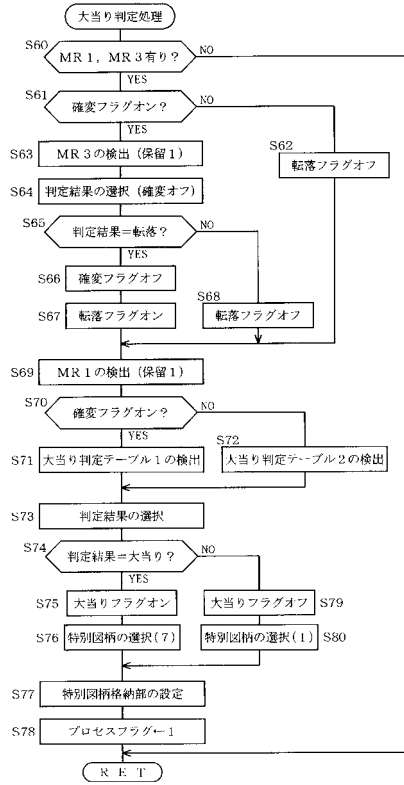 大当り判定処理
S60
MR1，MR3有り？
NO
YES
S61
確変フラグオン？
NO
YES
S62
転落フラグオフ
S63
MR3の検出（保留1）
S64
判定結果の選択（確変オフ）
S65
判定結果＝転落？
NO
YES
S66
確変フラグオフ
S67
転落フラグオン
S68
転落フラグオフ
S69
MR1の検出（保留1）
S70
確変フラグオン？
NO
YES
S71
大当り判定テーブル1の検出
S72
大当り判定テーブル2の検出
S73
判定結果の選択
S74
判定結果＝大当り？
NO
YES
S75
大当りフラグオン
大当りフラグオフ
S79
S76
特別図柄の選択（7）
特別図柄の選択（1）
S80
S77
特別図柄格納部の設定
S78
プロセスフラグ←1
RET